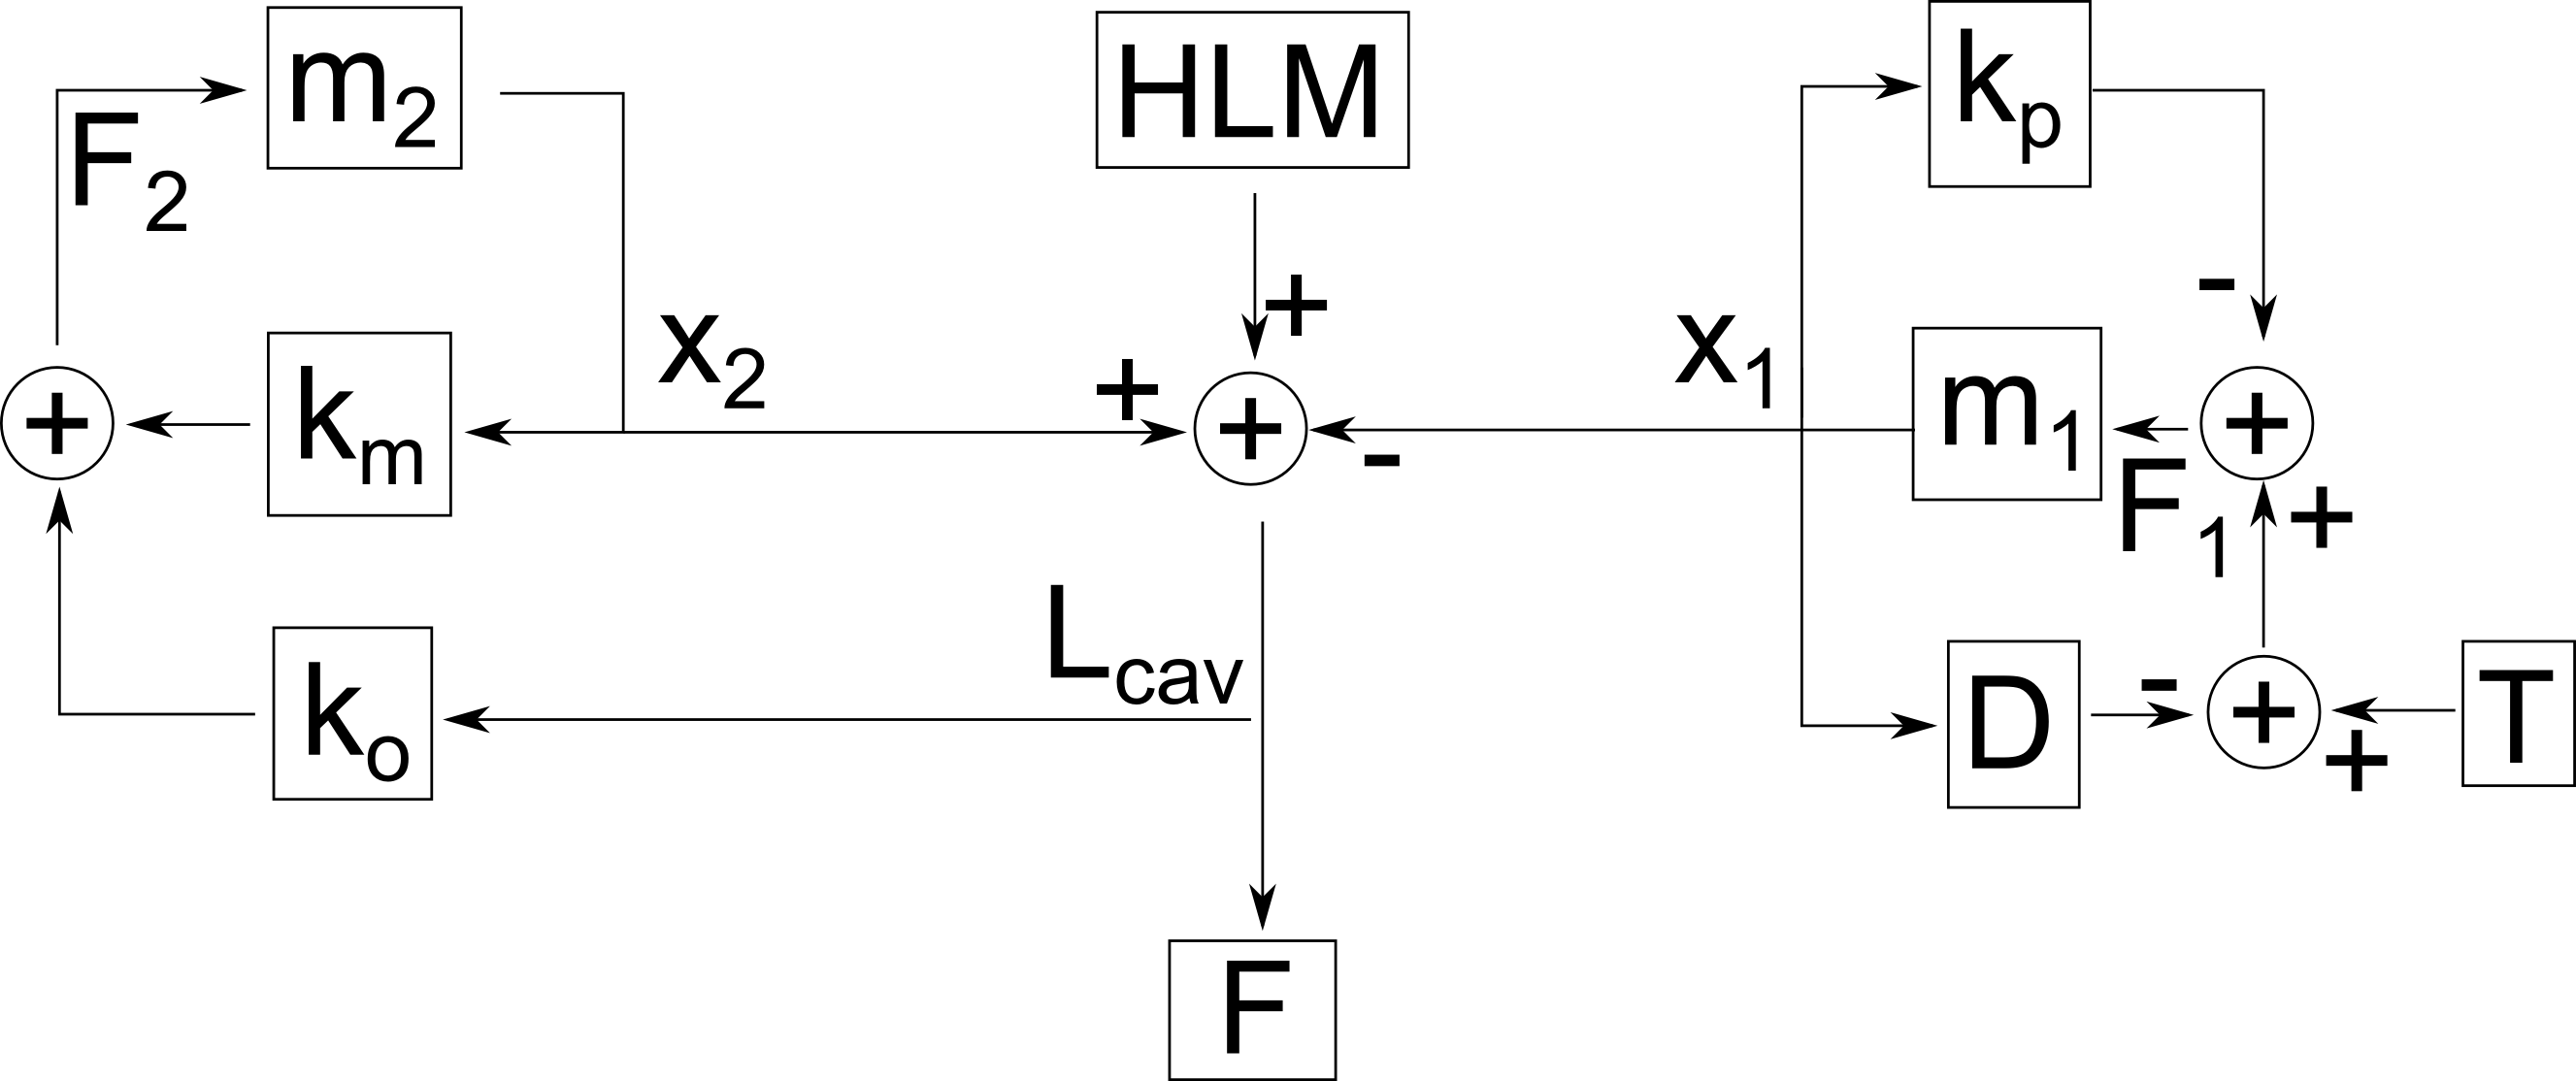 m2
HLM
kp
F2
+
-
x2
x1
+
+
km
+
-
m1
+
+
F1
+
Lcav
ko
D
-
+
T
+
F